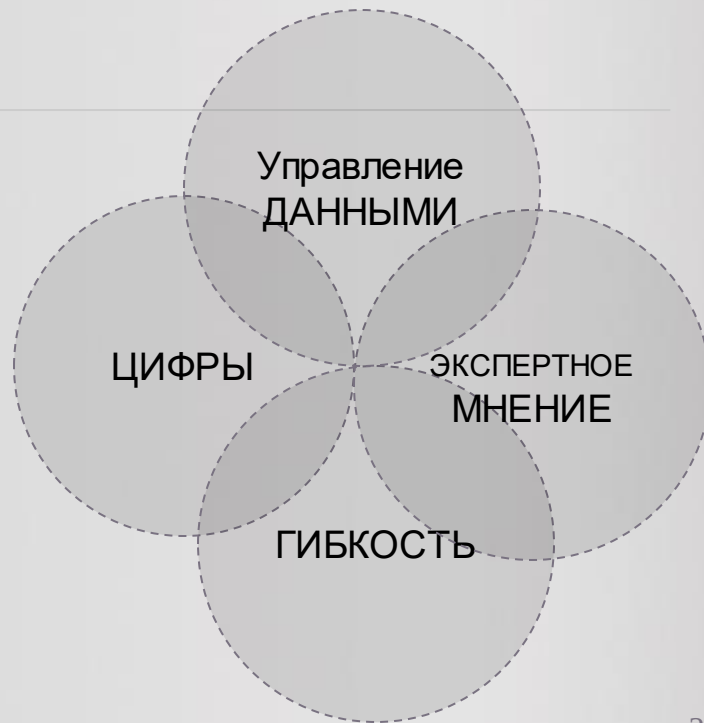 Управление
ДАННЫМИ
ЦИФРЫ
ЭКСПЕРТНОЕ
МНЕНИЕ
ГИБКОСТЬ